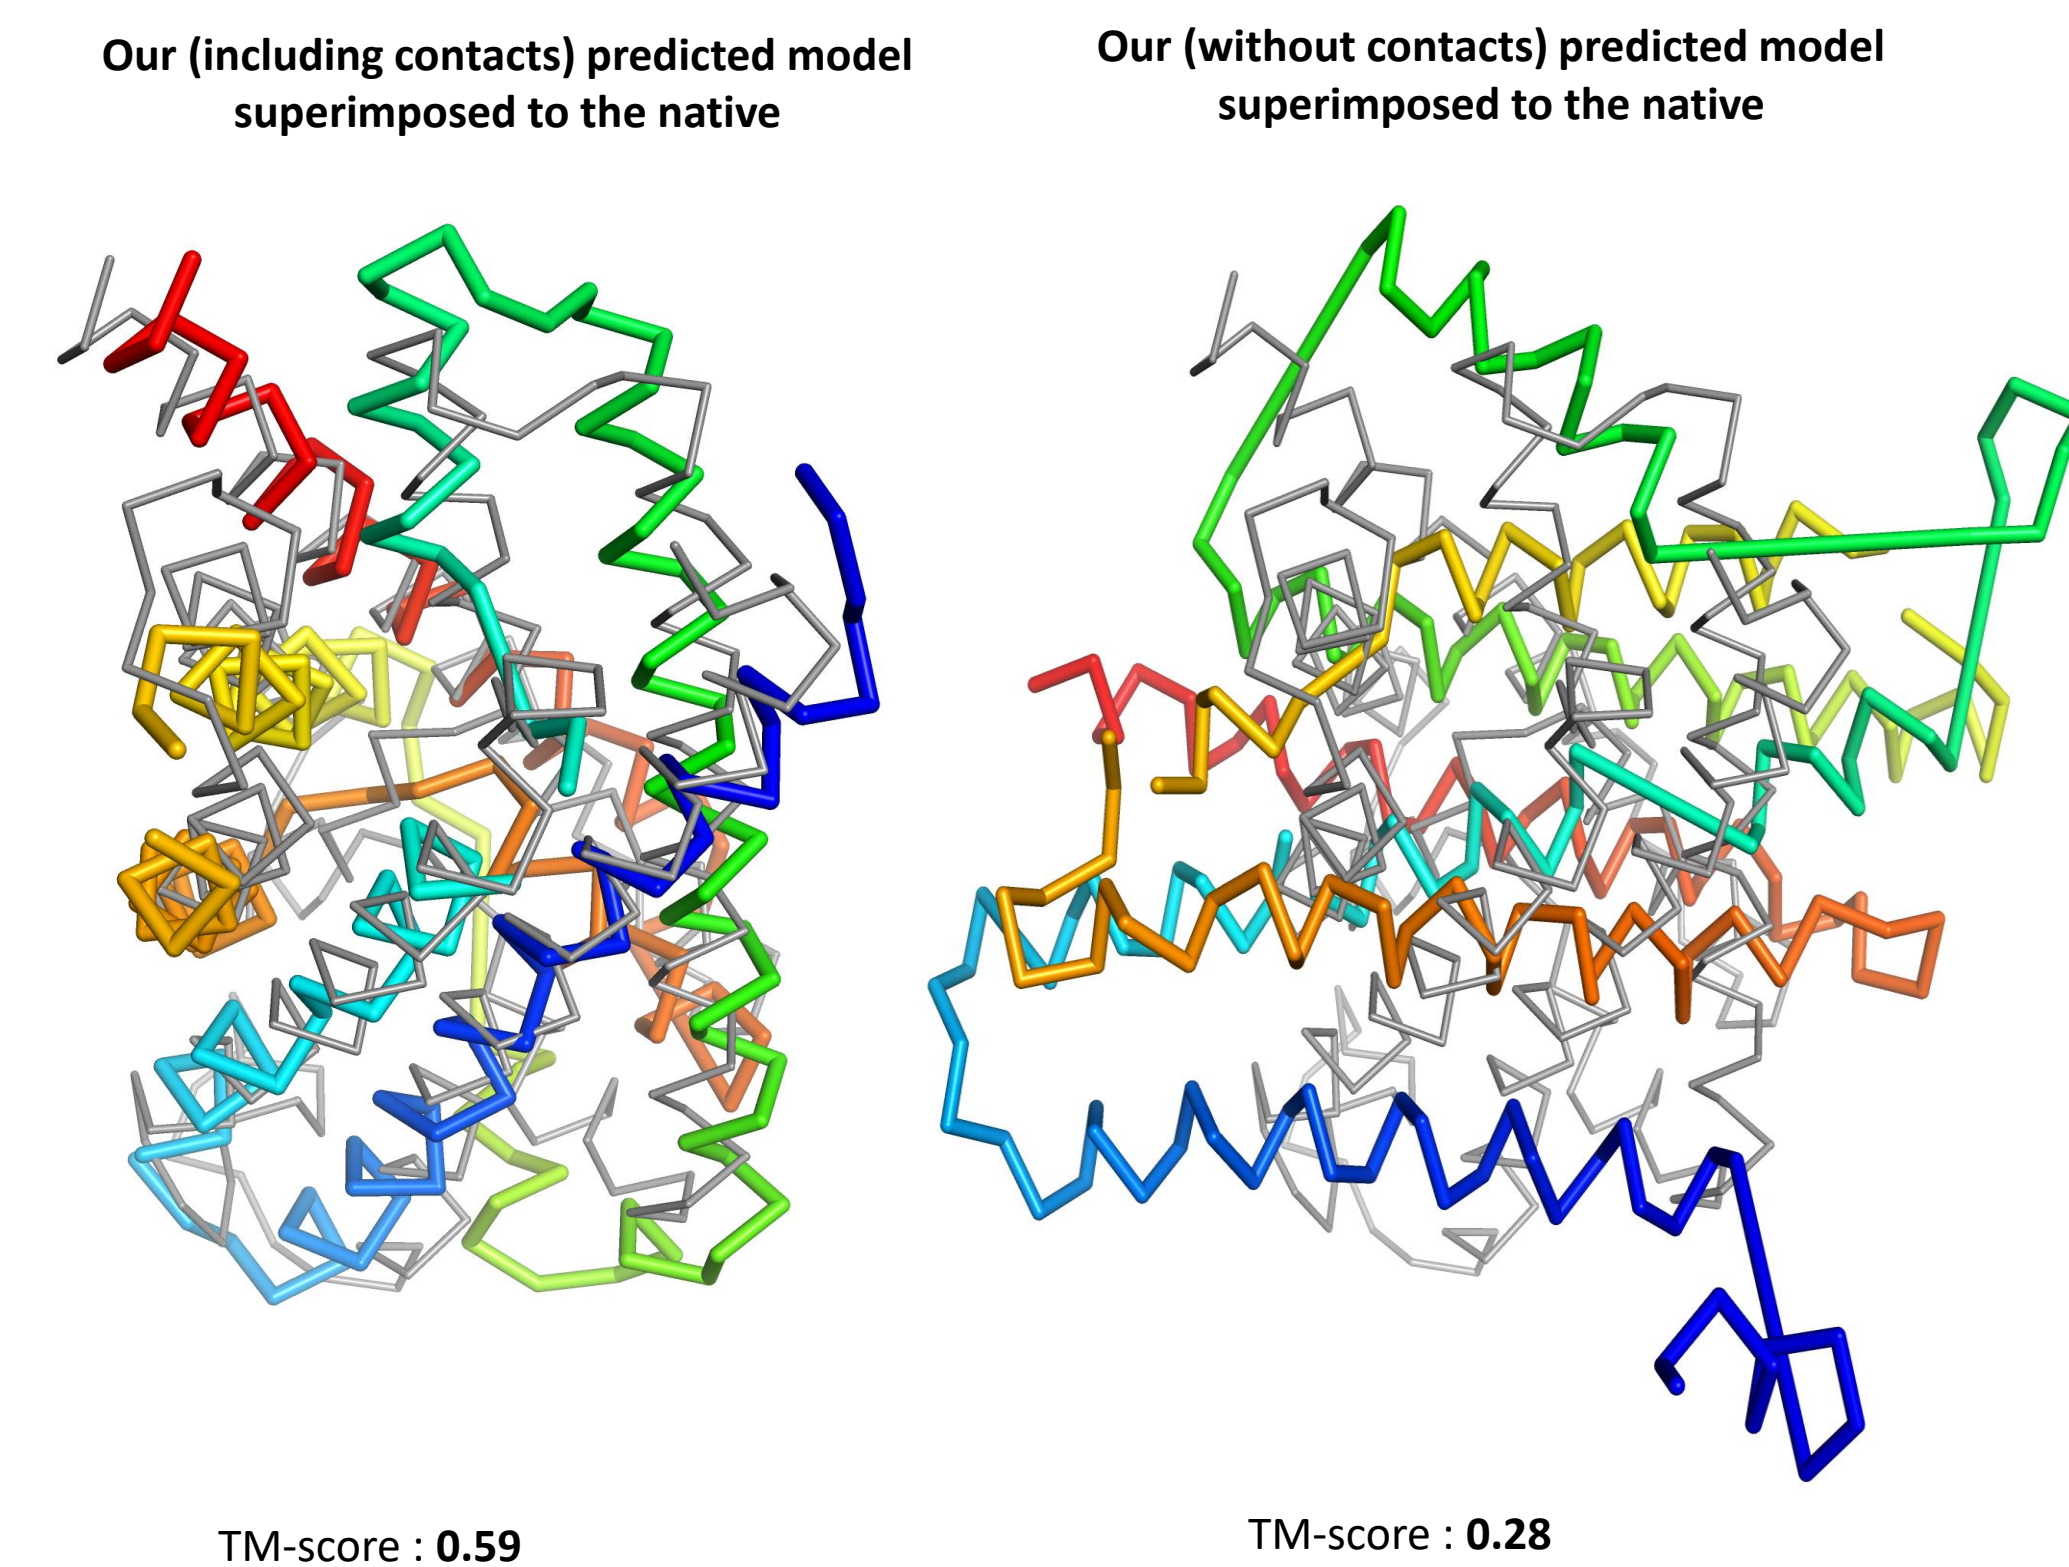 Our (including contacts) predicted model
superimposed to the native
Our (without contacts) predicted model
superimposed to the native
TM-score : 0.59
TM-score : 0.28